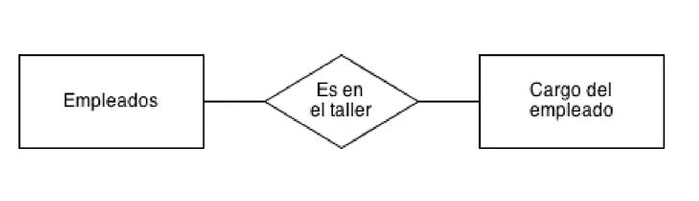 Empleados
Es en
el taller
Cargo del
empleado